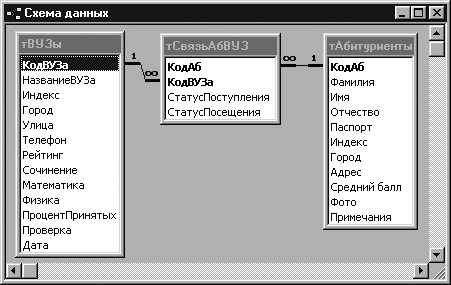 Схема данных
тВУЗы
КодВУЗа
НазваниеВУЗа
Индекс
Город
Улица
Телефон
Рейтинг
Сочинение
Математика
Физика
ПроцентПринятых
Проверка
Дата
1
∞
тСвязьАбВУЗ
КодАб
КодВУЗа
СтатусПоступления
СтатусПосещения
∞
1
тАбитуриенты
КодАб
Фамилия
Имя
Отчество
Паспорт
Индекс
Город
Адрес
Средний балл
Фото
Примечания